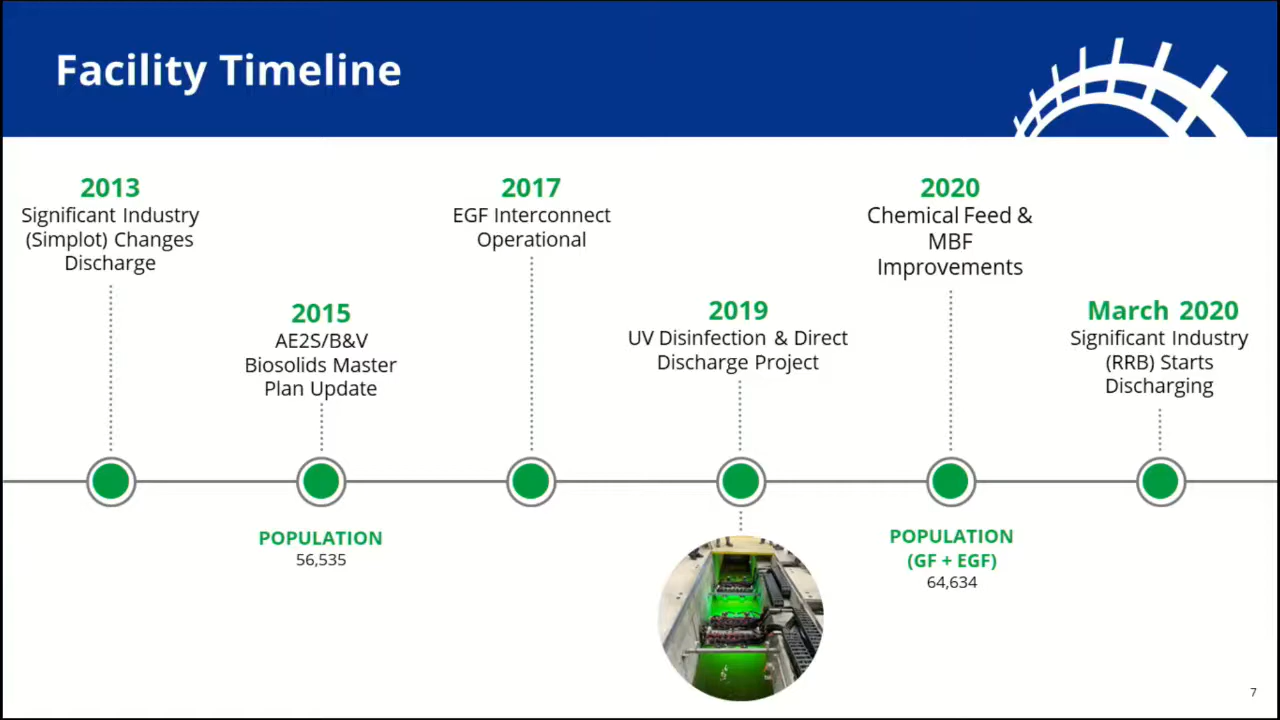 Facility Timeline
2013
Significant Industry
(Simplot) Changes
Discharge
2015
AE2S/B&V
Biosolids Master
Plan Update
POPULATION
56,535
2017
EGF Interconnect
Operational
2019
UV Disinfection & Direct
Discharge Project
2020
Chemical Feed &
MBF
Improvements
POPULATION
(GF + EGF)
64,634
March 2020
Significant Industry
(RRB) Starts
Discharging
7